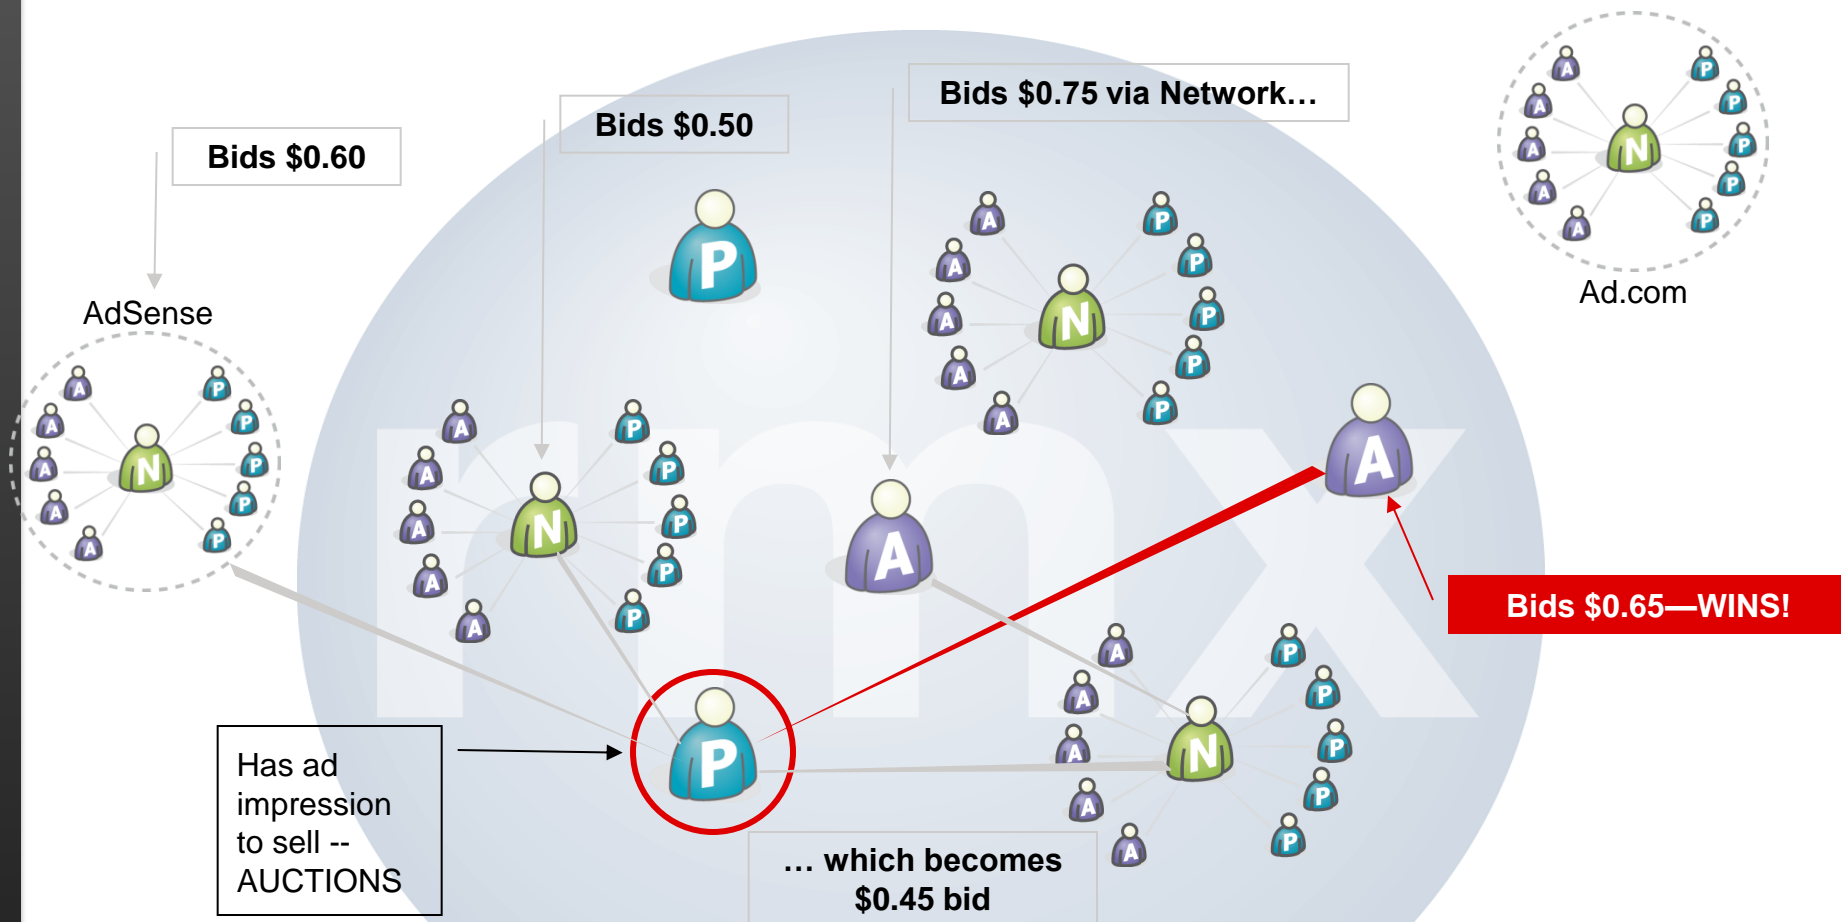 Bids $0.75 via Network...
Bids $0.50
Bids $0.60
AdSense
Ad.com
rmx
Bids $0.65—WINS!
Has ad
impression
to sell --
AUCTIONS
... which becomes
$0.45 bid
P
A
A
P
N
A
A
A
A
A
P
P
P
P
P
N
A
A
A
A
A
P
P
P
P
P
N
A
A
A
A
A
P
P
P
P
P
N
A
A
A
A
A
P
P
P
P
P
N
A
A
A
A
A
P
P
P
P
P